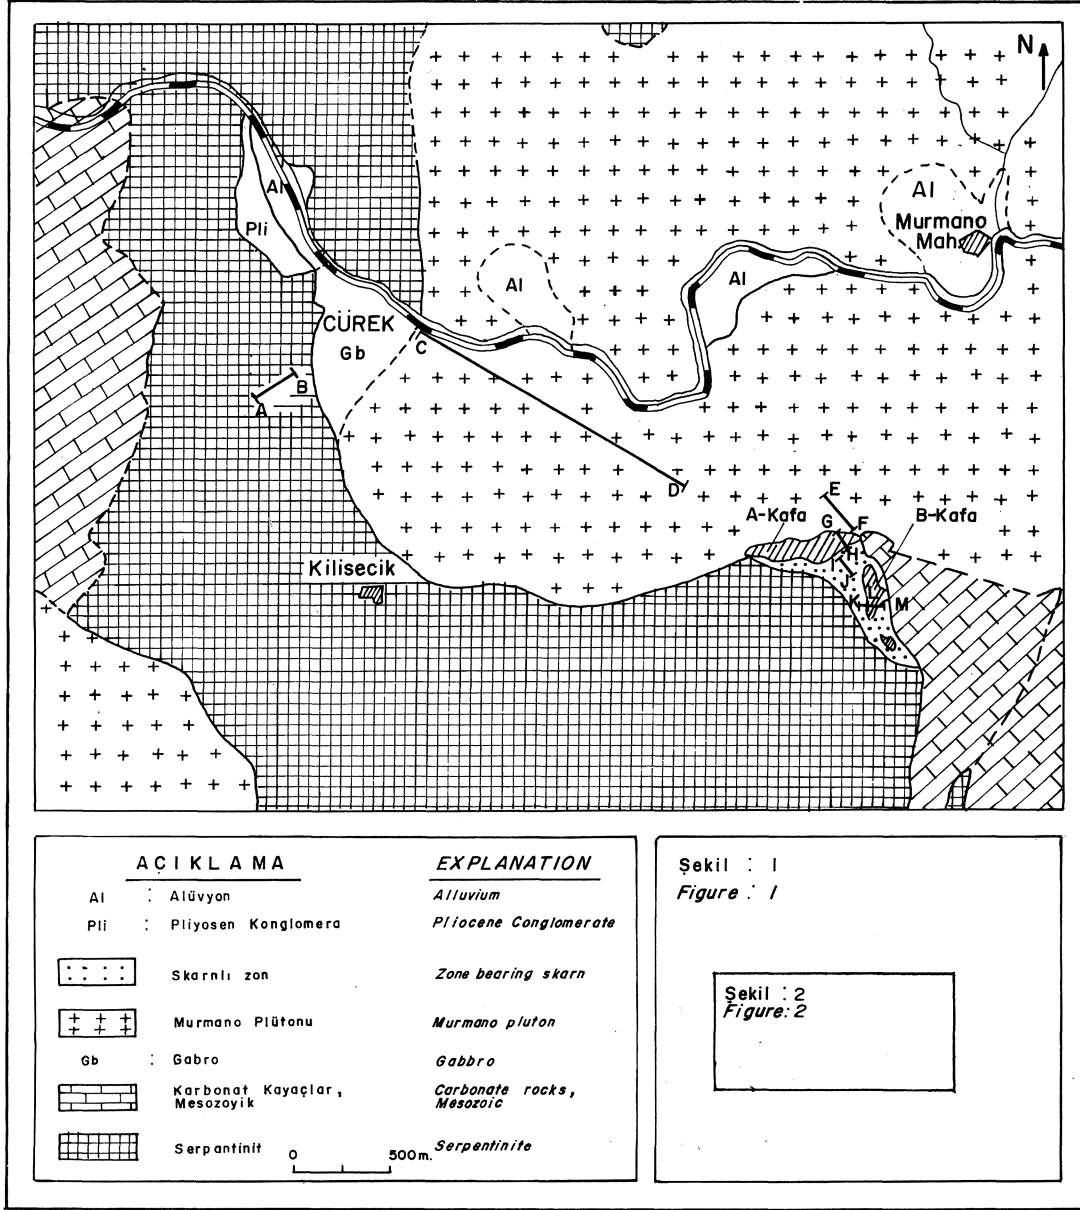 N
Al
Al
Murmano
Mah.
Pli
Al
Al
CÜREK
Gb
C
B
A
D
E
A-Kafa
G
F
B-Kafa
H
I
Kilisecik
J
L
K
M
AÇIKLAMA
EXPLANATION
Al : Alüvyon Alluvium
Pli : Pliyosen Konglomera Pliocene Conglomerate
Skarnlı zon Zone bearing skarn
Murmano Plütonu Murmano pluton
Gb : Gabro Gabbro
Karbonat Kayaçlar, Carbonate rocks,
Mesozoyik Mesozoic
Serpantinit Serpentinite
0 500 m.
Şekil : 1
Figure : 1
Şekil : 2
Figure: 2